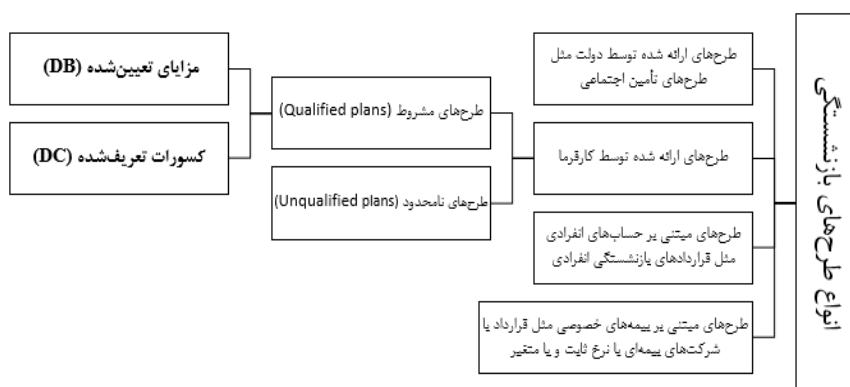 انواع طرح‌های بازنشستگی
طرح‌های ارائه شده توسط دولت مثل
طرح‌های تأمین اجتماعی
طرح‌های ارائه شده توسط کارفرما
طرح‌های مبتنی بر حساب‌های انفرادی
مثل قراردادهای بازنشستگی انفرادی
طرح‌های مبتنی بر بیمه‌های خصوصی مثل قرارداد با
شرکت‌های بیمه‌ای با نرخ ثابت و یا متغیر
طرح‌های مشروط (Qualified plans)
طرح‌های نامحدود (Unqualified plans)
مزایای تعیین‌شده (DB)
کسورات تعریف‌شده (DC)